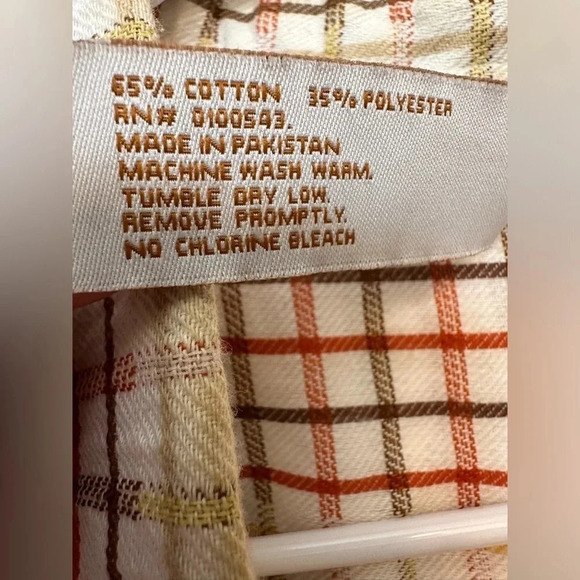 65% COTTON 35% POLYESTER
RN# 0100543.
MADE IN PAKISTAN
MACHINE WASH WARM.
TUMBLE DRY LOW.
REMOVE PROMPTLY.
NO CHLORINE BLEACH